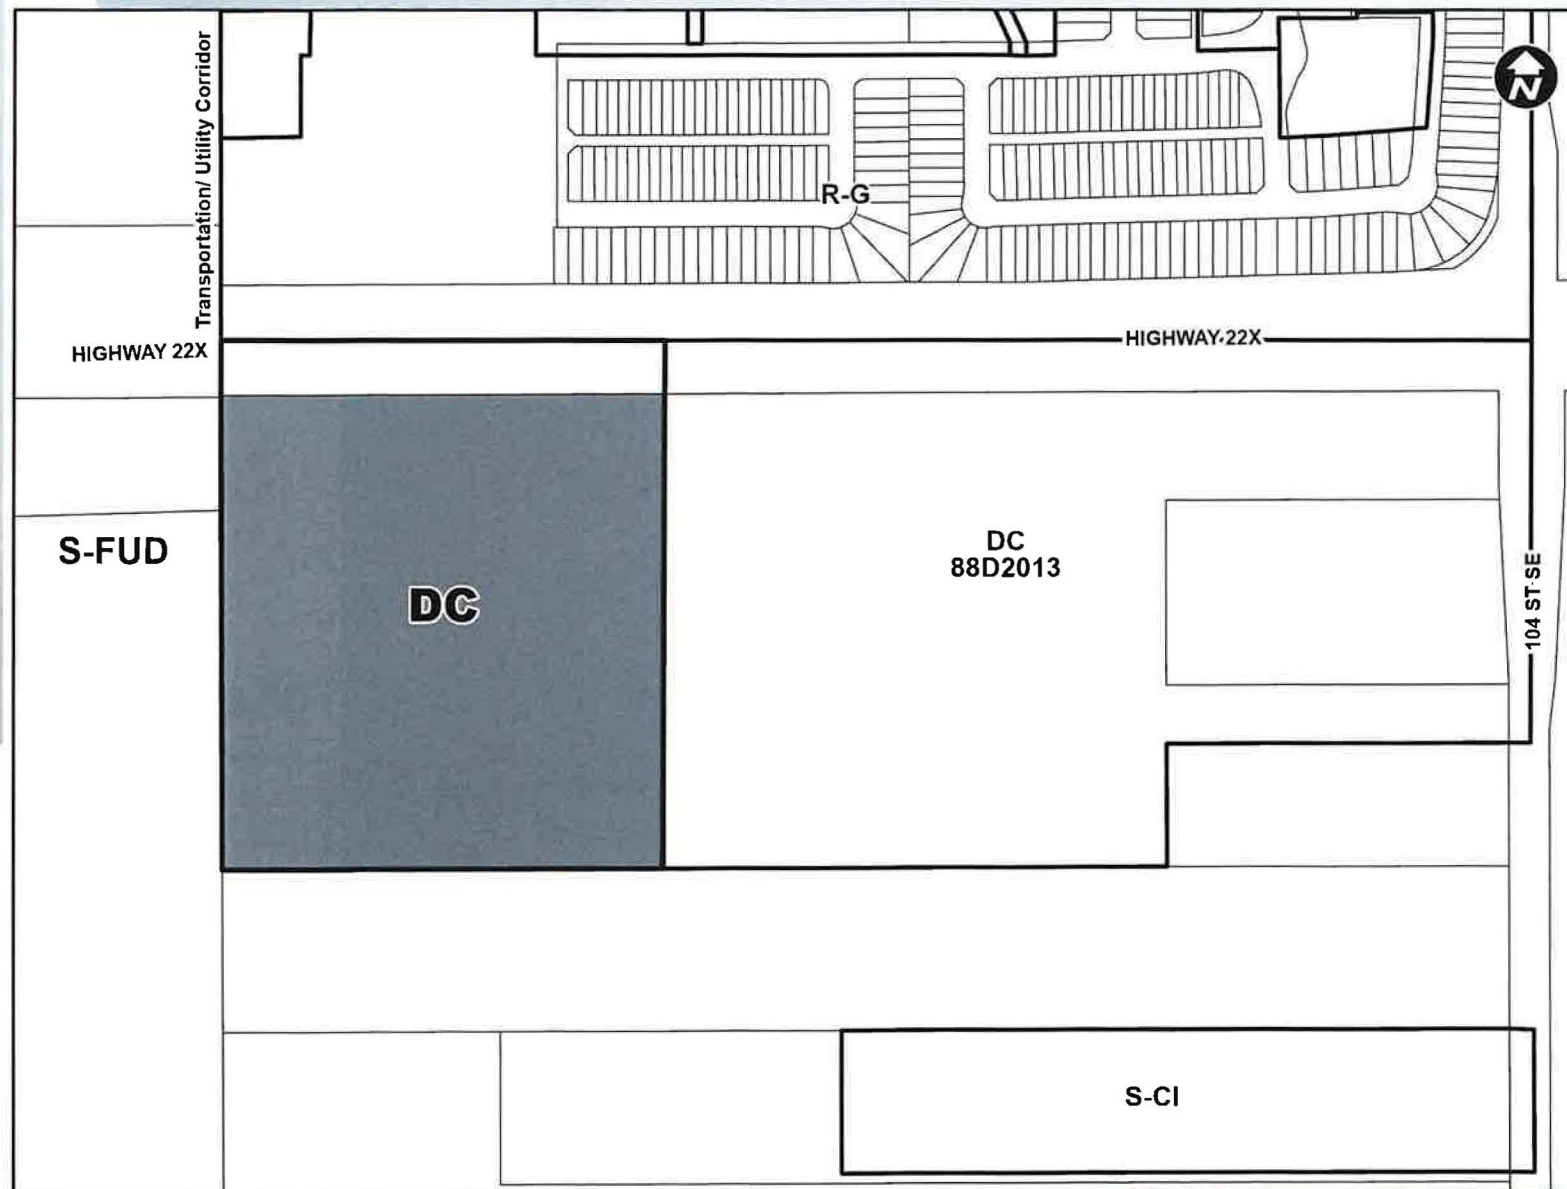 Transportation/ Utility Corridor
N
R-G
HIGHWAY 22X
HIGHWAY 22X
S-FUD
DC
DC
88D2013
104 ST SE
S-CI